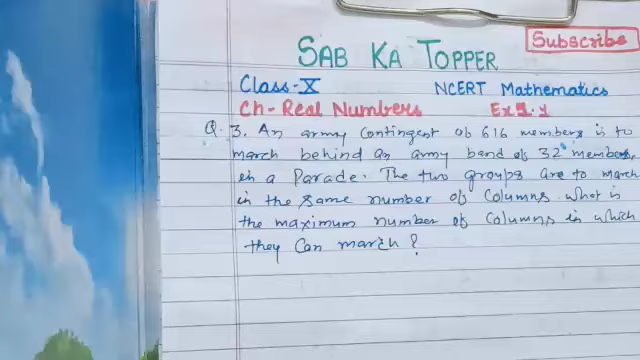 Subscribe
SAB KA TOPPER
Class-X NCERT Mathematics
Ch-Real Numbers Ex1.1
Q.3. An army Contingent of 616 members is to
march behind an army band of 32 members,
in a Parade. The two groups are to march
in the same number of Columns. What is
the maximum number of Columns in which
they Can march?